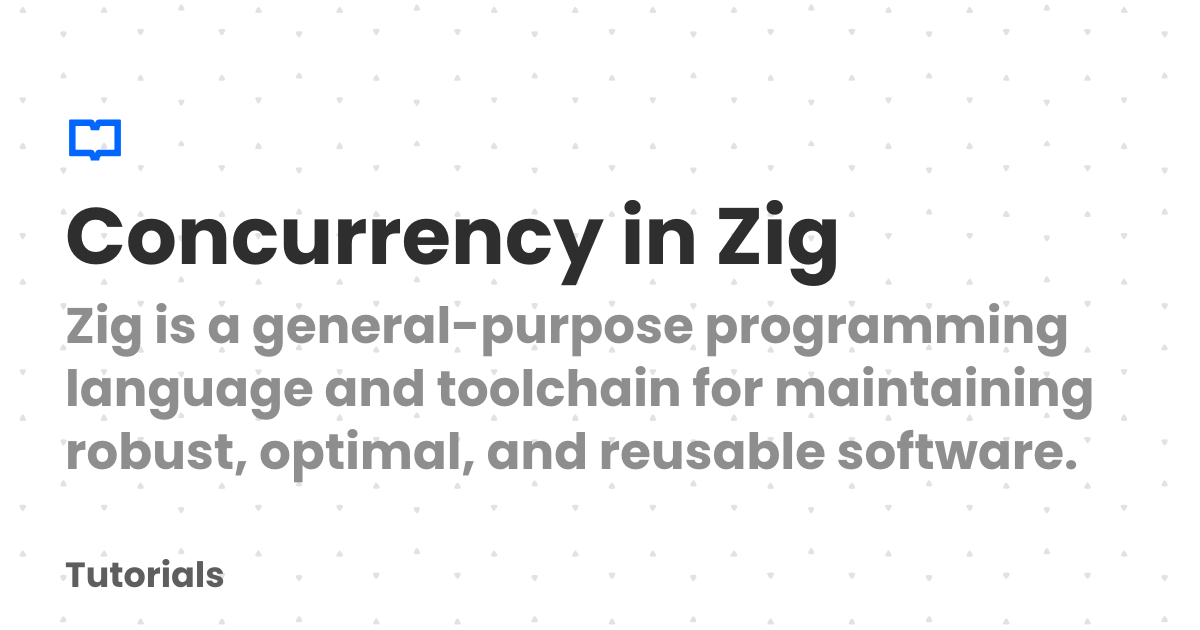 Concurrency in Zig
Zig is a general-purpose programming
language and toolchain for maintaining
robust, optimal, and reusable software.
Tutorials